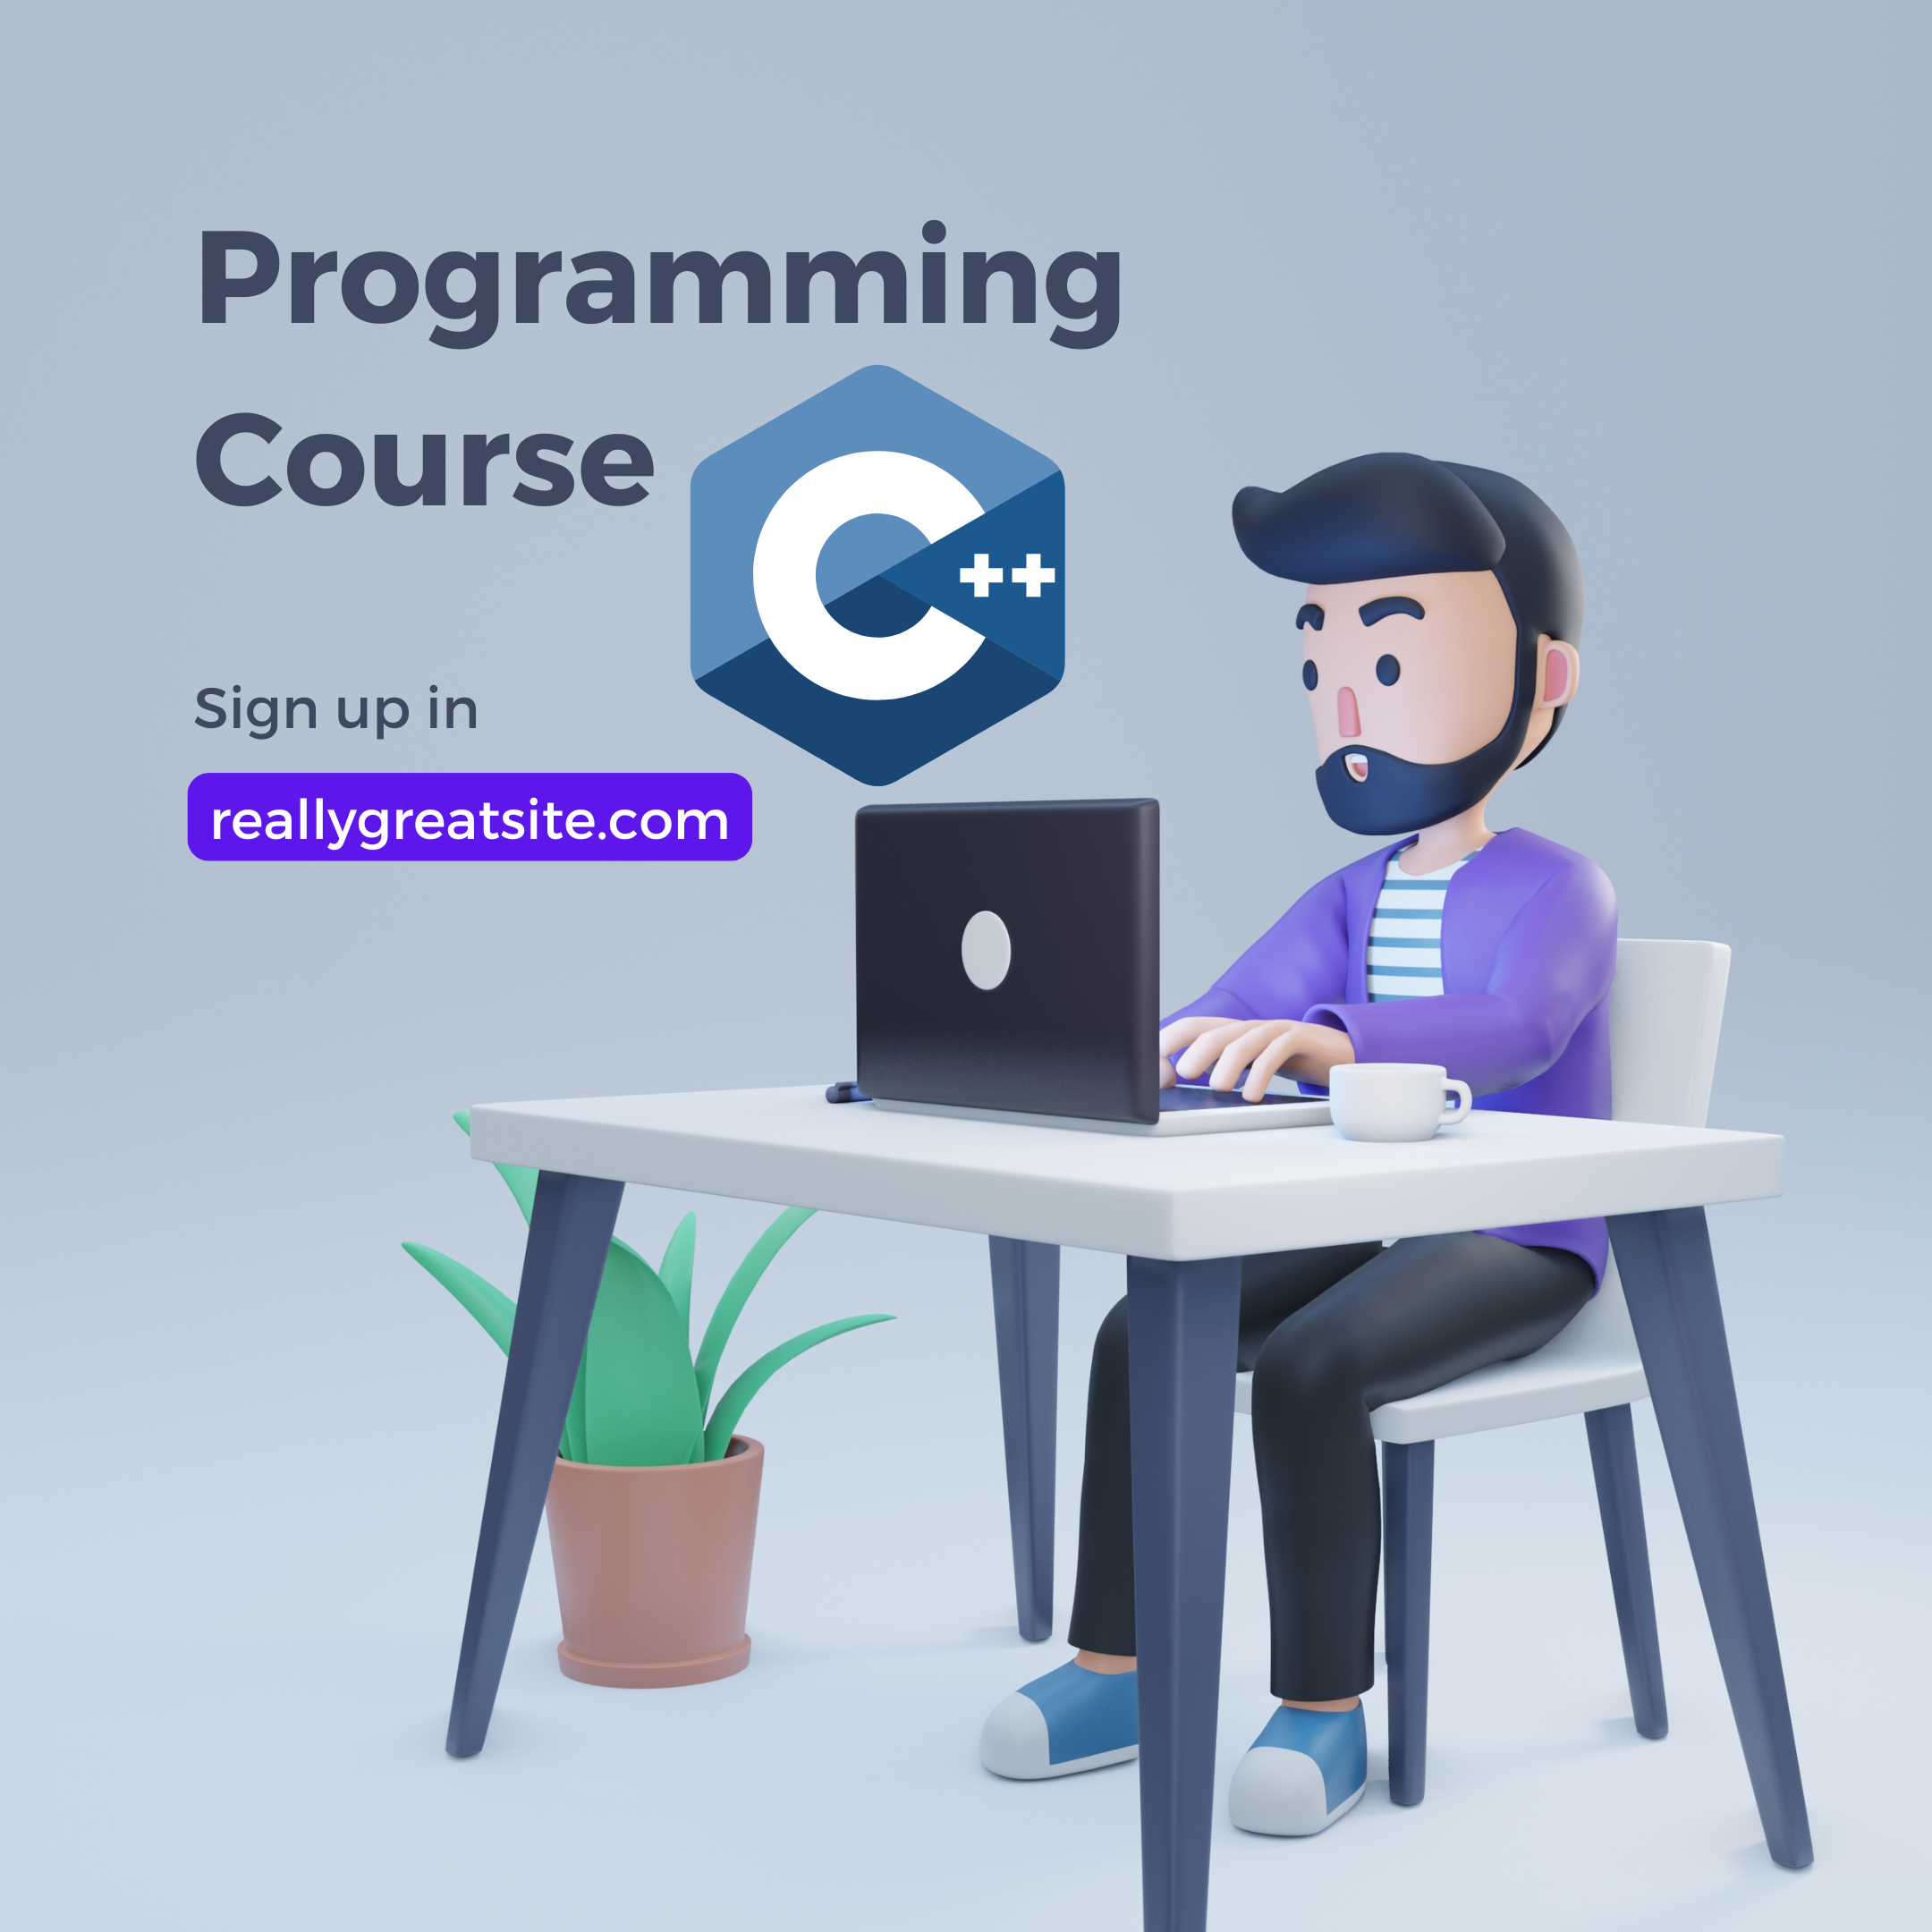 Programming
Course
C++
Sign up in
reallygreatsite.com